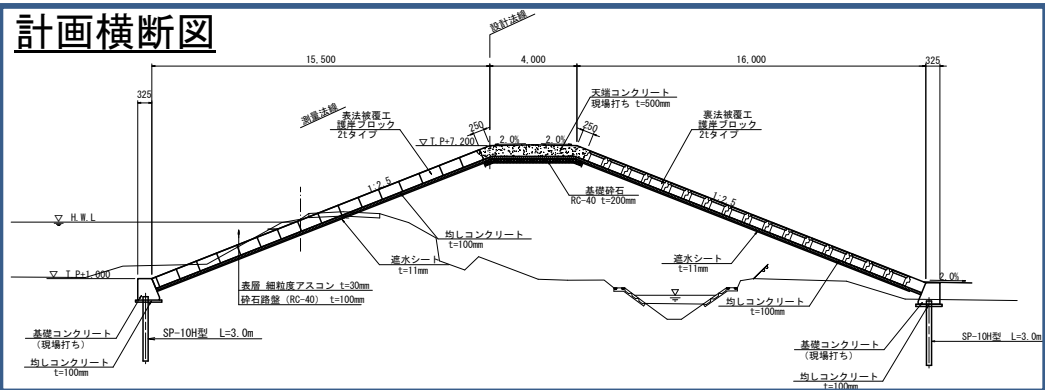 計画横断図
設計法線
15,500
4,000
16,000
325
325
測量法線
表法被覆工
護岸ブロック
2tタイプ
250
天端コンクリート
現場打ち t=500mm
250
裏法被覆工
護岸ブロック
2tタイプ
T.P+7.200
2.0%
2.0%
1:2.5
1:2.5
基礎砕石
RC-40 t=200mm
H.W.L
均しコンクリート
t=100mm
遮水シート
t=11mm
遮水シート
t=11mm
T.P+1.000
2.0%
表層 細粒度アスコン t=30mm
砕石路盤 (RC-40) t=100mm
均しコンクリート
t=100mm
基礎コンクリート
(現場打ち)
SP-10H型 L=3.0m
均しコンクリート
t=100mm
基礎コンクリート
(現場打ち)
SP-10H型 L=3.0m
均しコンクリート
t=100mm